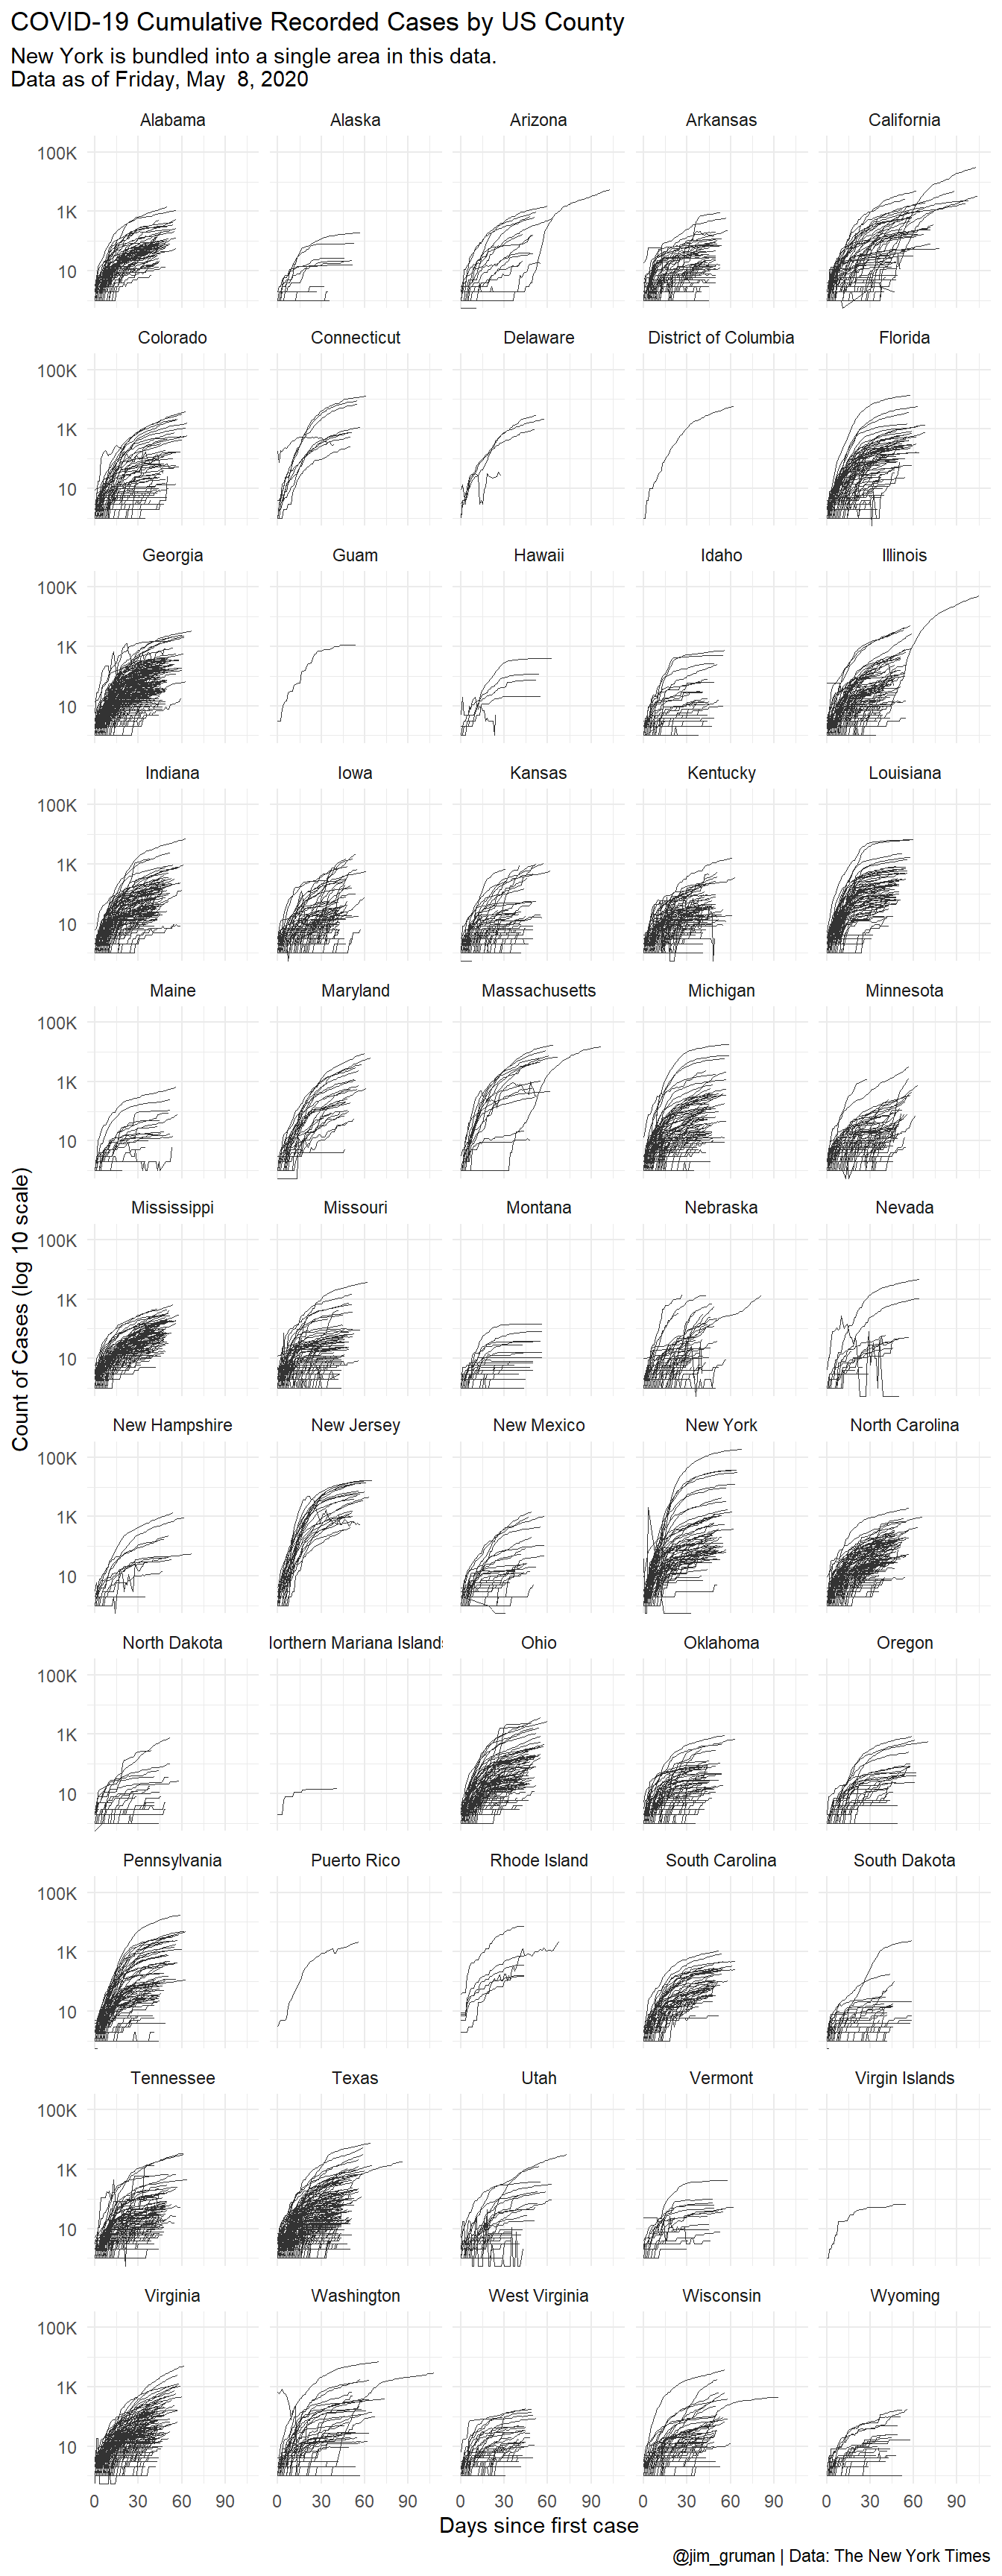 COVID-19 Cumulative Recorded Cases by US County
New York is bundled into a single area in this data.
Data as of Friday, May  8, 2020
Alabama Alaska Arizona Arkansas California
100K
1K
10
Colorado Connecticut Delaware District of Columbia Florida
100K
1K
10
Georgia Guam Hawaii Idaho Illinois
100K
1K
10
Indiana Iowa Kansas Kentucky Louisiana
100K
1K
10
Maine Maryland Massachusetts Michigan Minnesota
100K
1K
10
Count of Cases (log 10 scale)
Mississippi Missouri Montana Nebraska Nevada
100K
1K
10
New Hampshire New Jersey New Mexico New York North Carolina
100K
1K
10
North Dakota lorthern Mariana Islands Ohio Oklahoma Oregon
100K
1K
10
Pennsylvania Puerto Rico Rhode Island South Carolina South Dakota
100K
1K
10
Tennessee Texas Utah Vermont Virgin Islands
100K
1K
10
Virginia Washington West Virginia Wisconsin Wyoming
100K
1K
10
0 30 60 90 0 30 60 90 0 30 60 90 0 30 60 90 0 30 60 90
Days since first case
@jim_gruman | Data: The New York Times